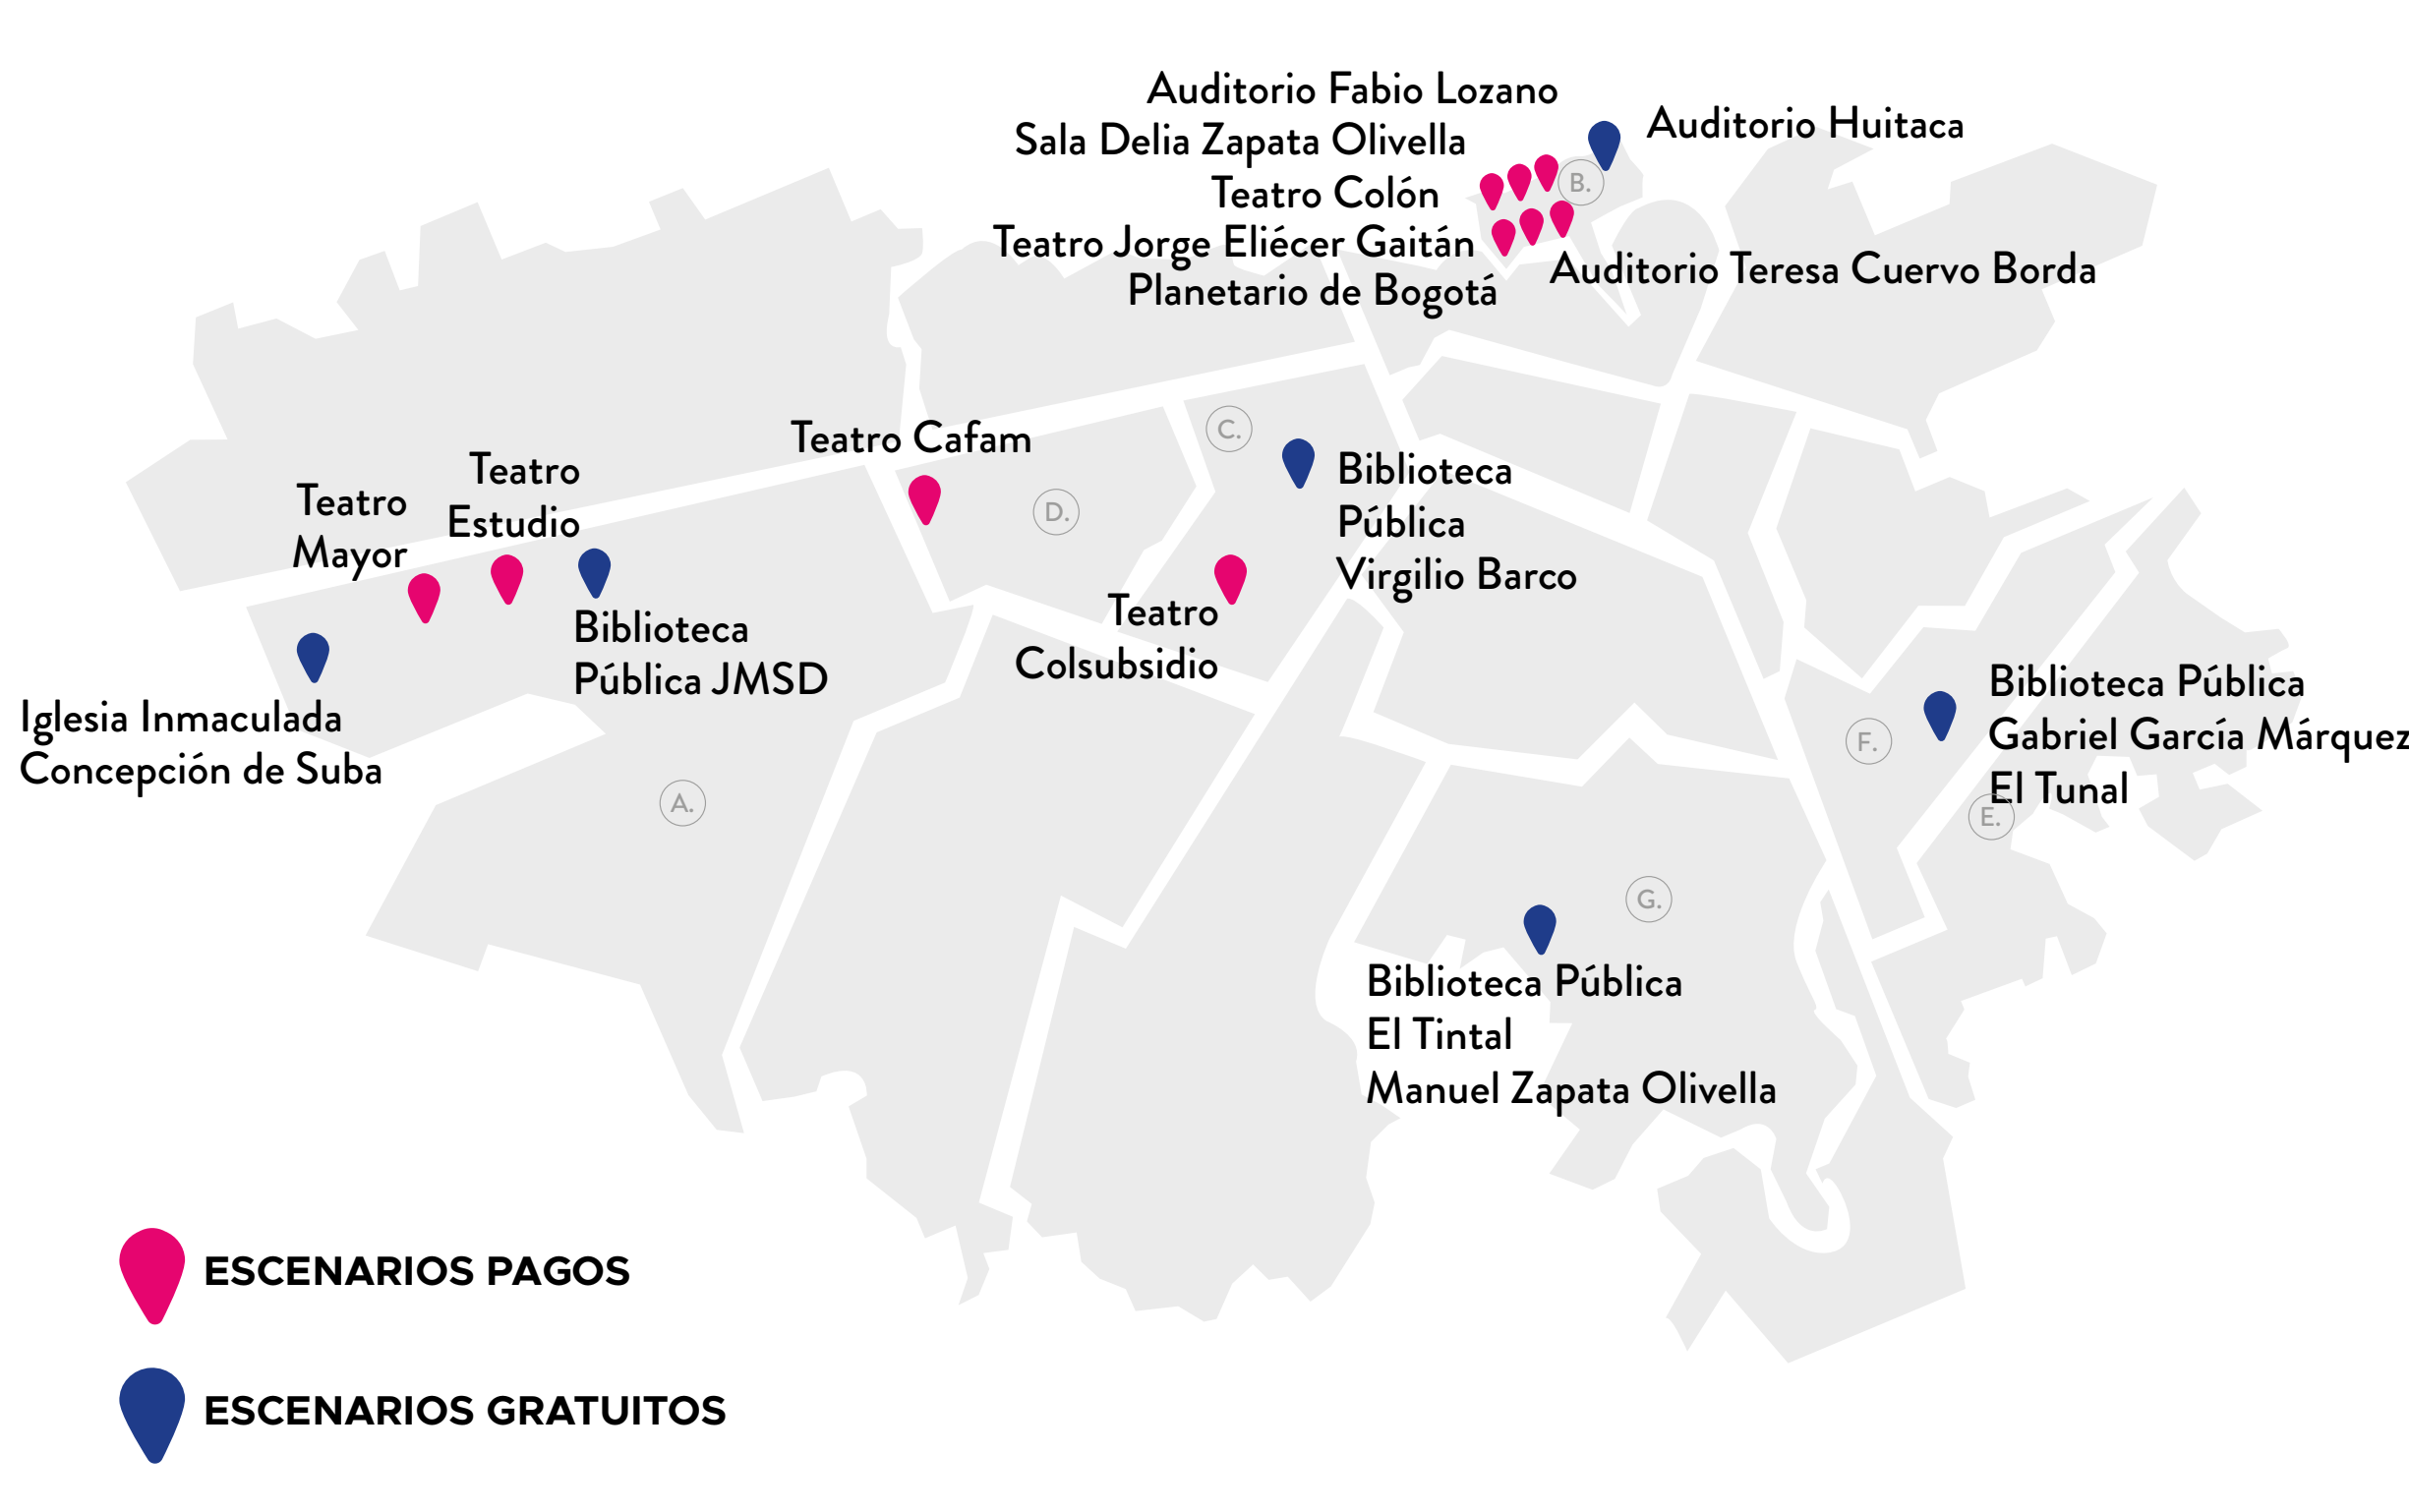 Auditorio Fabio Lozano
Sala Delia Zapata Olivella
Teatro Colón
Teatro Jorge Eliécer Gaitán
Planetario de Bogotá
Auditorio Huitaca
B.
Auditorio Teresa Cuervo Borda
Teatro Cafam
C.
D.
Teatro
Estudio
Teatro
Mayor
Biblioteca
Pública
Virgilio Barco
Biblioteca
Pública JMSD
Teatro
Colsubsidio
Iglesia Inmaculada
Concepción de Suba
A.
Biblioteca Pública
Gabriel García Márquez
El Tunal
F.
E.
G.
Biblioteca Pública
El Tintal
Manuel Zapata Olivella
ESCENARIOS PAGOS
ESCENARIOS GRATUITOS